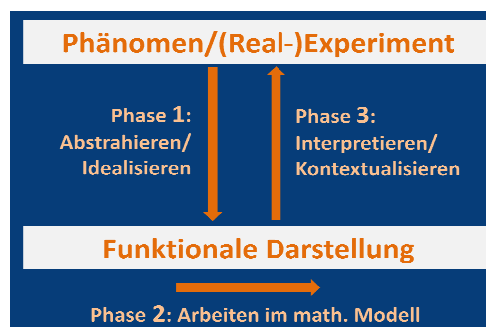 Phänomen/(Real-)Experiment
Phase 1:
Abstrahieren/
Idealisieren
Phase 3:
Interpretieren/
Kontextualisieren
Funktionale Darstellung
Phase 2: Arbeiten im math. Modell